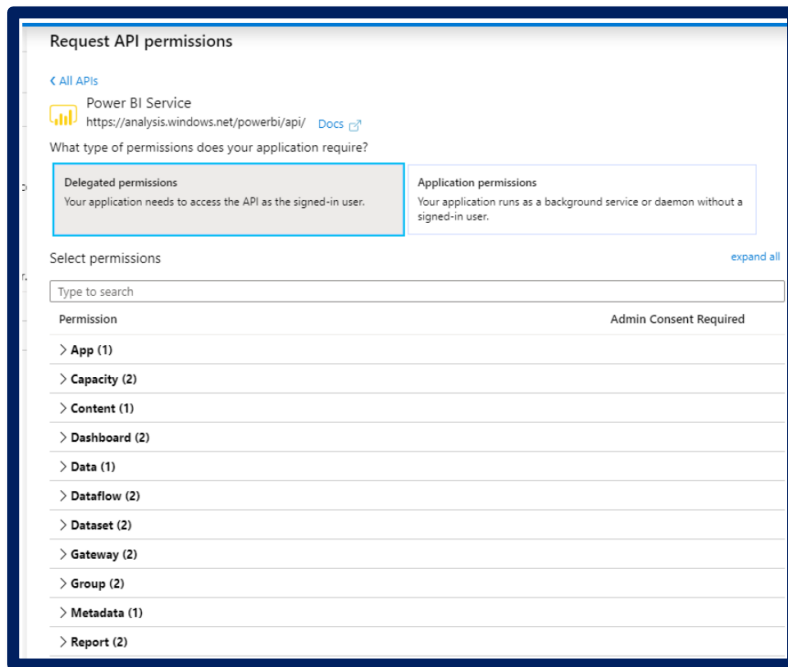 Request API permissions
All APIs
Power BI Service
https://analysis.windows.net/powerbi/api/ Docs
What type of permissions does your application require?
Delegated permissions
Your application needs to access the API as the signed-in user.
Application permissions
Your application runs as a background service or daemon without a
signed-in user.
Select permissions
expand all
Type to search
Permission
Admin Consent Required
App (1)
Capacity (2)
Content (1)
Dashboard (2)
Data (1)
Dataflow (2)
Dataset (2)
Gateway (2)
Group (2)
Metadata (1)
Report (2)